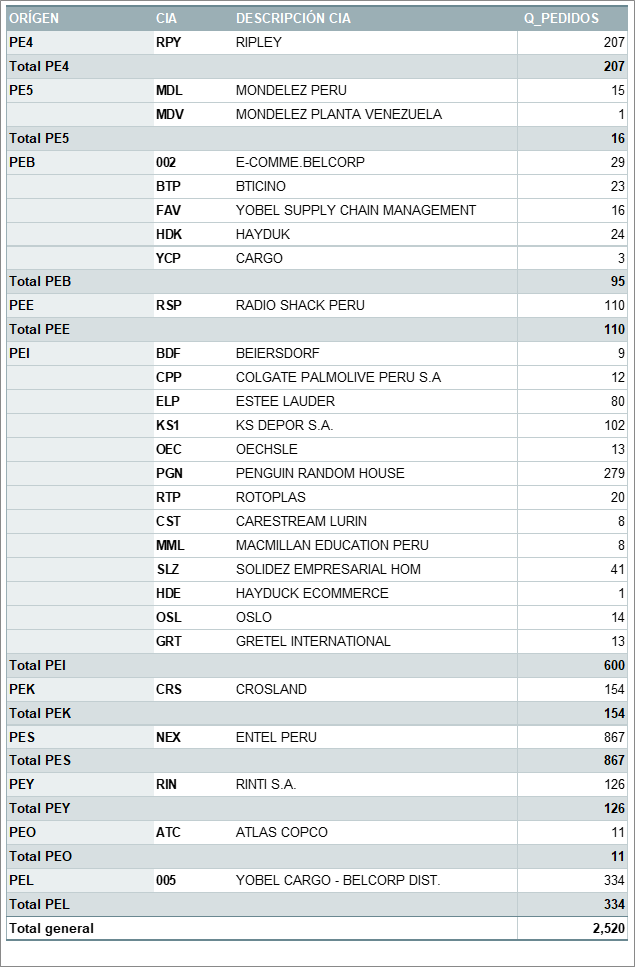 ORÍGEN CIA DESCRIPCIÓN CIA Q_PEDIDOS
PE4 RPY RIPLEY 207
Total PE4 207
PE5 MDL MONDELEZ PERU 15
MDV MONDELEZ PLANTA VENEZUELA 1
Total PE5 16
PEB 002 E-COMME.BELCORP 29
BTP BTICINO 23
FAV YOBEL SUPPLY CHAIN MANAGEMENT 16
HDK HAYDUK 24
YCP CARGO 3
Total PEB 95
PEE RSP RADIO SHACK PERU 110
Total PEE 110
PEI BDF BEIERSDORF 9
CPP COLGATE PALMOLIVE PERU S.A 12
ELP ESTEE LAUDER 80
KS1 KS DEPOR S.A. 102
OEC OECHSLE 13
PGN PENGUIN RANDOM HOUSE 279
RTP ROTOPLAS 20
CST CARESTREAM LURIN 8
MML MACMILLAN EDUCATION PERU 8
SLZ SOLIDEZ EMPRESARIAL HOM 41
HDE HAYDUCK ECOMMERCE 1
OSL OSLO 14
GRT GRETEL INTERNATIONAL 13
Total PEI 600
PEK CRS CROSLAND 154
Total PEK 154
PES NEX ENTEL PERU 867
Total PES 867
PEY RIN RINTI S.A. 126
Total PEY 126
PEO ATC ATLAS COPCO 11
Total PEO 11
PEL 005 YOBEL CARGO - BELCORP DIST. 334
Total PEL 334
Total general 2,520